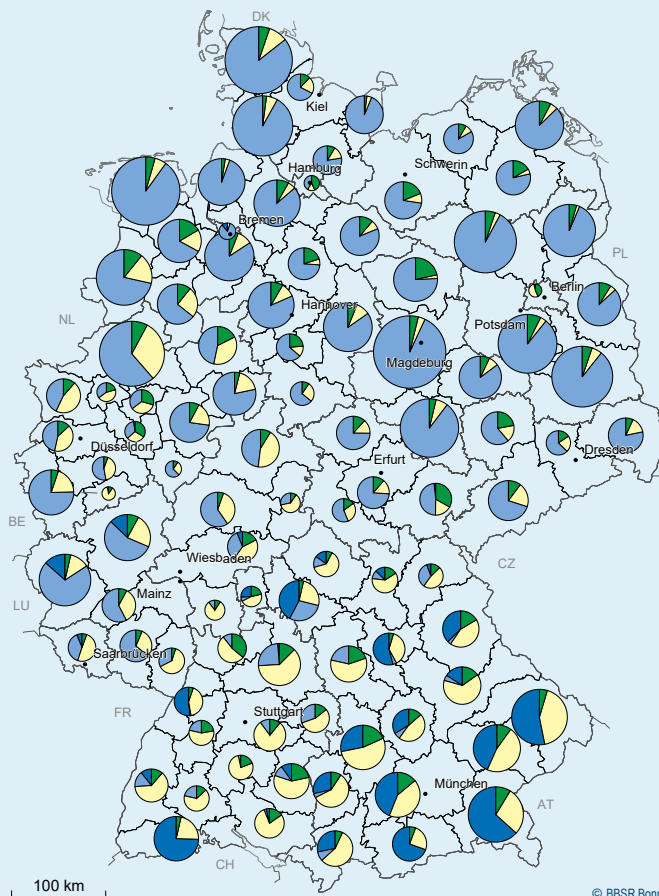 DK
Kiel
Hamburg
Schwerin
Bremen
PL
Berlin
NL
Hannover
Potsdam
Magdeburg
Düsseldorf
Dresden
Erfurt
BE
Wiesbaden
CZ
LU
Mainz
Saarbrücken
FR
Stuttgart
München
AT
CH
100 km
© BBSR Bonn